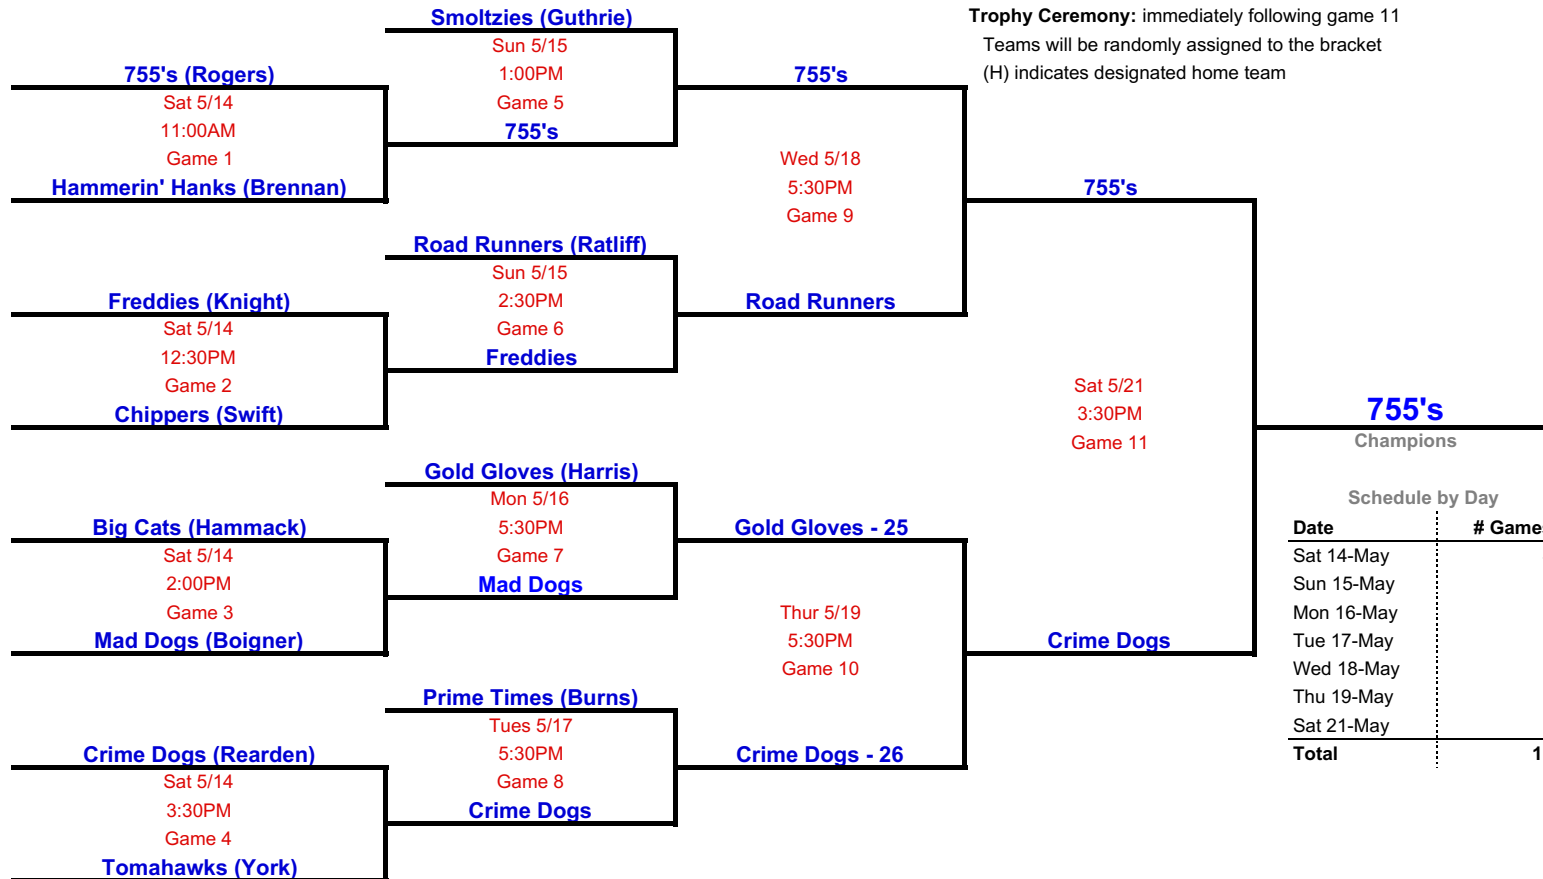 Smoltzies (Guthrie)
Trophy Ceremony: immediately following game 11
Sun 5/15
Teams will be randomly assigned to the bracket
755's (Rogers)
1:00PM
755's
(H) indicates designated home team
Sat 5/14
Game 5
11:00AM
755's
Game 1
Wed 5/18
Hammerin' Hanks (Brennan)
5:30PM
755's
Game 9
Road Runners (Ratliff)
Sun 5/15
Freddies (Knight)
2:30PM
Road Runners
Sat 5/14
Game 6
12:30PM
Freddies
Game 2
Sat 5/21
Chippers (Swift)
3:30PM
755's
Game 11
Champions
Gold Gloves (Harris)
Mon 5/16
Schedule by Day
Big Cats (Hammack)
5:30PM
Gold Gloves - 25
Date # Games
Sat 5/14
Game 7
Sat 14-May
2:00PM
Mad Dogs
Sun 15-May
Game 3
Thur 5/19
Mon 16-May
Mad Dogs (Boigner)
5:30PM
Crime Dogs
Tue 17-May
Game 10
Wed 18-May
Prime Times (Burns)
Thu 19-May
Tues 5/17
Sat 21-May
Crime Dogs (Rearden)
5:30PM
Crime Dogs - 26
Total 1
Sat 5/14
Game 8
3:30PM
Crime Dogs
Game 4
Tomahawks (York)